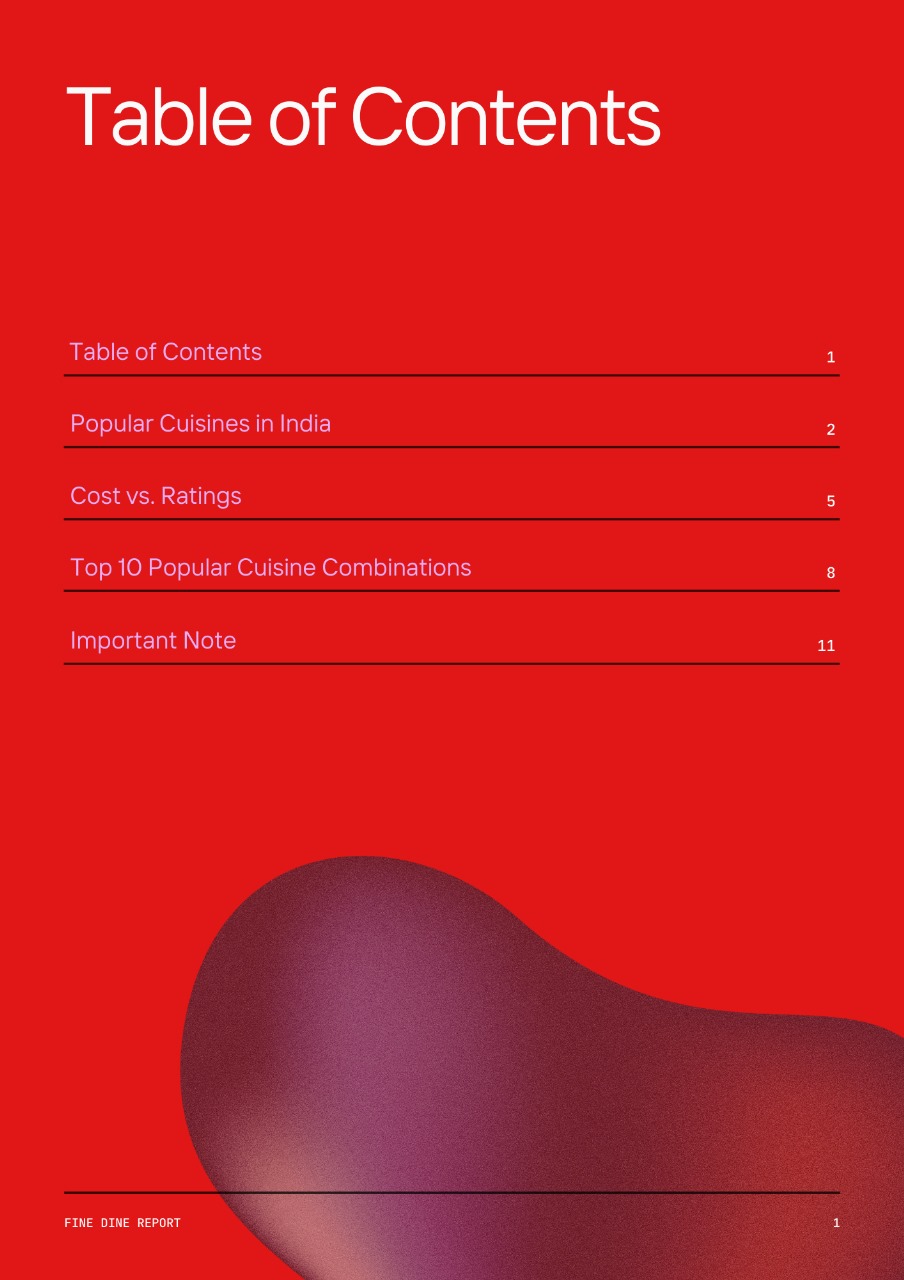 Table of Contents
Table of Contents 1
Popular Cuisines in India 2
Cost vs. Ratings 5
Top 10 Popular Cuisine Combinations 8
Important Note 11
FINE DINE REPORT 1